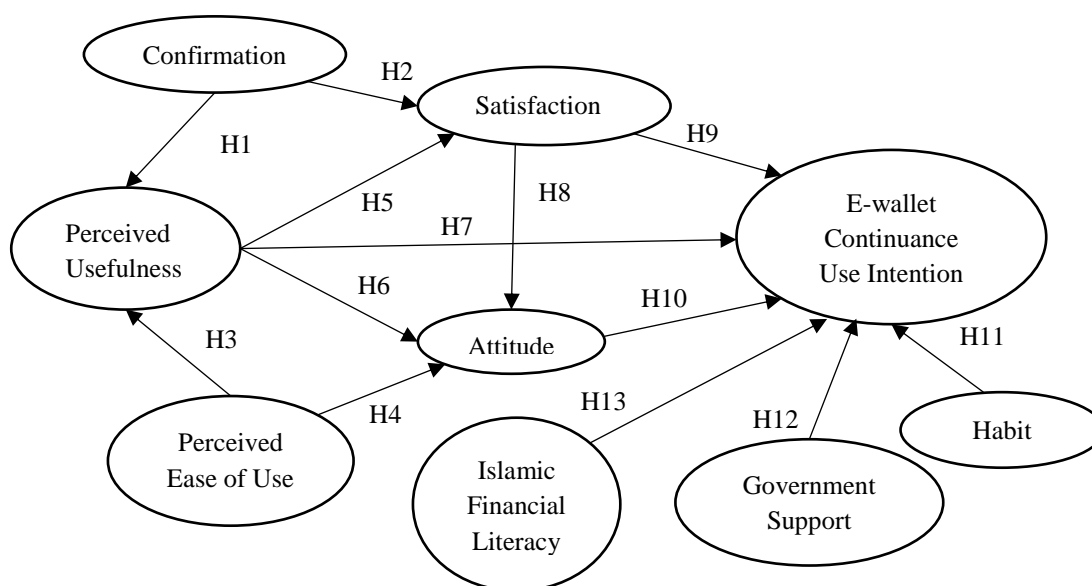 Confirmation
H2
Satisfaction
H1
H9
H5
H8
E-wallet
Continuance
Use Intention
Perceived
Usefulness
H7
H6
H10
H3
Attitude
H11
H4
H13
H12
Habit
Perceived
Ease of Use
Islamic
Financial
Literacy
Government
Support